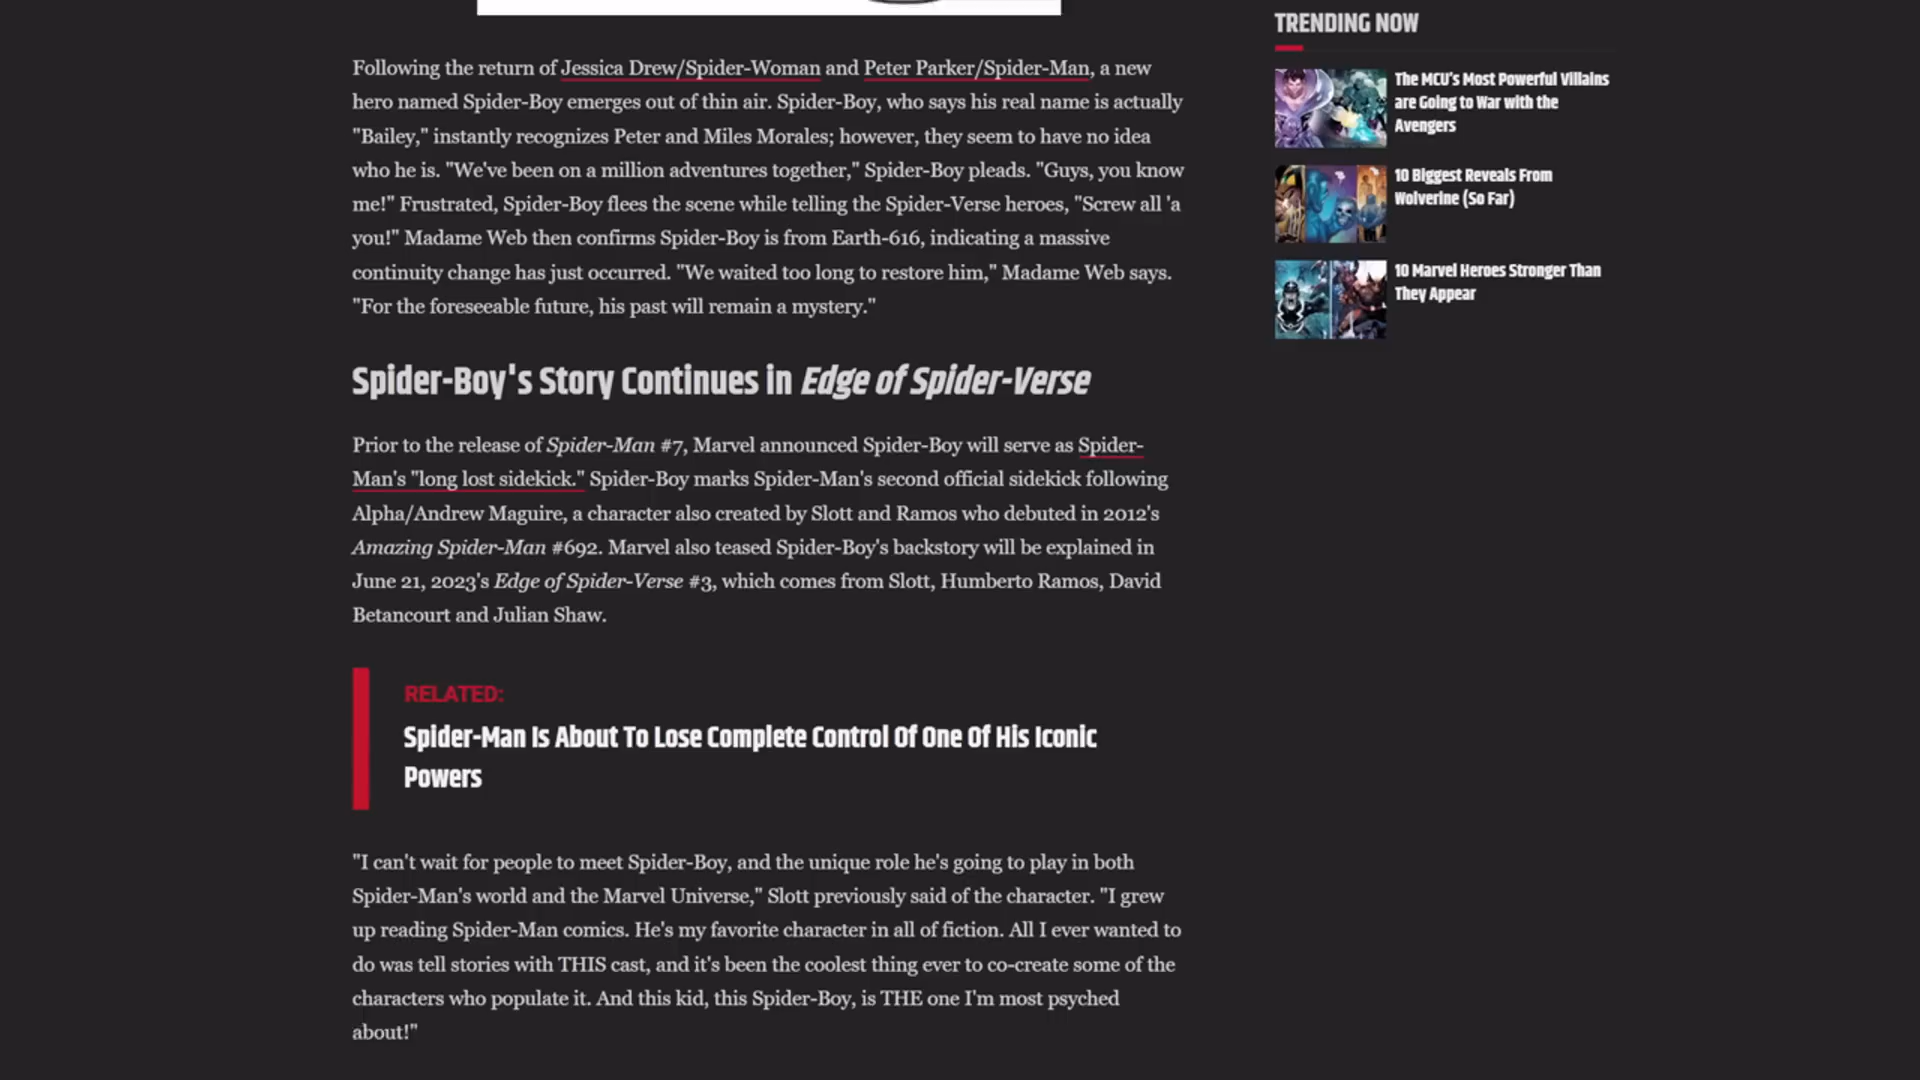 Following the return of Jessica Drew/Spider-Woman and Peter Parker/Spider-Man, a new
hero named Spider-Boy emerges out of thin air. Spider-Boy, who says his real name is actually
"Bailey," instantly recognizes Peter and Miles Morales; however, they seem to have no idea
who he is. "We've been on a million adventures together," Spider-Boy pleads. "Guys, you know
me!" Frustrated, Spider-Boy flees the scene while telling the Spider-Verse heroes, "Screw all 'a
you!" Madame Web then confirms Spider-Boy is from Earth-616, indicating a massive
continuity change has just occurred. "We waited too long to restore him," Madame Web says.
"For the foreseeable future, his past will remain a mystery."
Spider-Boy's Story Continues in Edge of Spider-Verse
Prior to the release of Spider-Man #7, Marvel announced Spider-Boy will serve as Spider-
Man's "long lost sidekick." Spider-Boy marks Spider-Man's second official sidekick following
Alpha/Andrew Maguire, a character also created by Slott and Ramos who debuted in 2012's
Amazing Spider-Man #692. Marvel also teased Spider-Boy's backstory will be explained in
June 21, 2023's Edge of Spider-Verse #3, which comes from Slott, Humberto Ramos, David
Betancourt and Julian Shaw.
RELATED:
Spider-Man Is About To Lose Complete Control Of One Of His Iconic
Powers
"I can't wait for people to meet Spider-Boy, and the unique role he's going to play in both
Spider-Man's world and the Marvel Universe," Slott previously said of the character. "I grew
up reading Spider-Man comics. He's my favorite character in all of fiction. All I ever wanted to
do was tell stories with THIS cast, and it's been the coolest thing ever to co-create some of the
characters who populate it. And this kid, this Spider-Boy, is THE one I'm most psyched
about!"
TRENDING NOW
The MCU's Most Powerful Villains
are Going to War with the
Avengers
10 Biggest Reveals From
Wolverine (So Far)
10 Marvel Heroes Stronger Than
They Appear